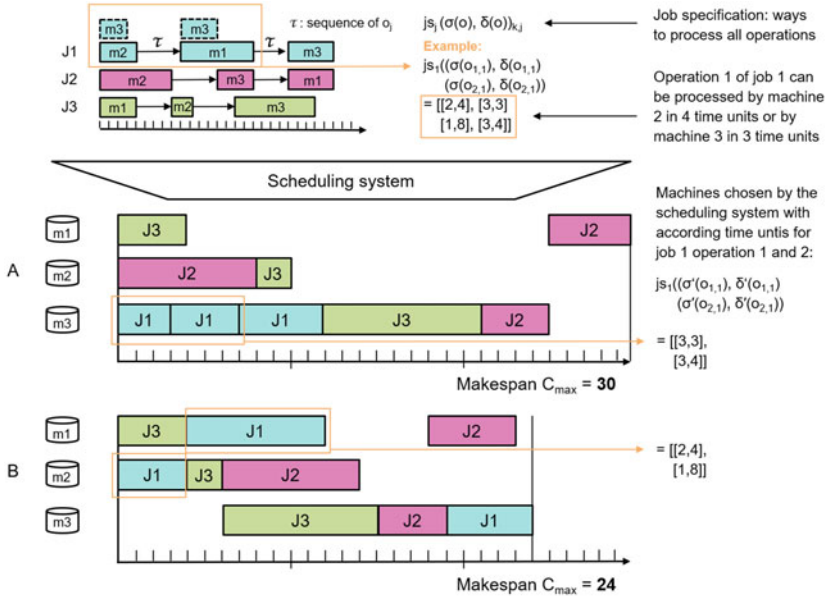 m3
m3
τ : sequence of oj
jsj (σ(o), δ(o))k,j
Job specification: ways
to process all operations
J1
m2
τ
m1
τ
m3
Example:
js1((σ(o1,1), δ(o1,1)
(σ(o2,1), δ(o2,1))
= [[2,4], [3,3]
[1,8], [3,4]]
J2
m2
m3
m1
J3
m1
m2
m3
Operation 1 of job 1 can
be processed by machine
2 in 4 time units or by
machine 3 in 3 time units
Scheduling system
Machines chosen by the
scheduling system with
according time untis for
job 1 operation 1 and 2:
js1((σ'(o1,1), δ'(o1,1)
(σ'(o2,1), δ'(o2,1))
= [[3,3],
[3,4]]
A
m1
J3
J2
m2
J2
J3
m3
J1
J1
J1
J3
J2
Makespan Cmax = 30
B
m1
J3
J1
J2
= [[2,4],
[1,8]]
m2
J1
J3
J2
m3
J3
J2
J1
Makespan Cmax = 24